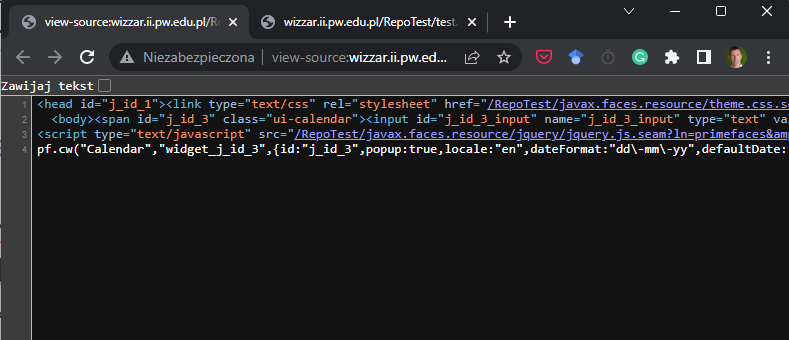 view-source:wizzar.ii.pw.edu.pl/R
wizzar.ii.pw.edu.pl/RepoTest/test
Niezabezpieczona | view-source:wizzar.ii.pw.ed...
Zawijaj tekst
1 <head id="j_id_1"><link type="text/css" rel="stylesheet" href="/RepoTest/javax.faces.resource/theme.css.s
2 <body><span id="j_id_3" class="ui-calendar"><input id="j_id_3_input" name="j_id_3_input" type="text" va
3 <script type="text/javascript" src="/RepoTest/javax.faces.resource/jquery/jquery.js.seam?ln=primefaces&amp
4 pf.cw("Calendar","widget_j_id_3",{id:"j_id_3",popup:true,locale:"en",dateFormat:"dd\-mm\-yy",defaultDate: